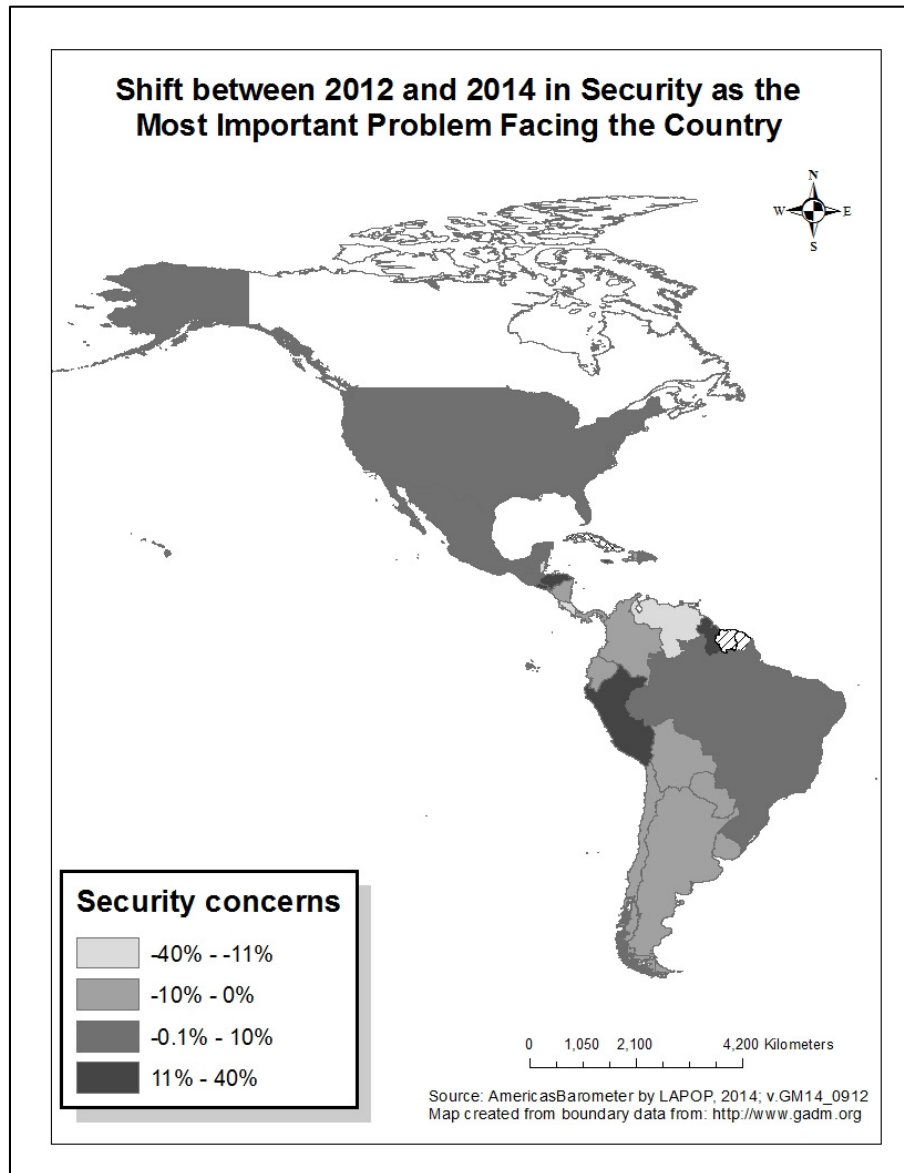 Shift between 2012 and 2014 in Security as the
Most Important Problem Facing the Country
N
W E
S
Security concerns
-40% - -11%
-10% - 0%
-0.1% - 10%
11% - 40%
0 1,050 2,100 4,200 Kilometers
Source: AmericasBarometer by LAPOP, 2014; v.GM14_0912
Map created from boundary data from: http://www.gadm.org